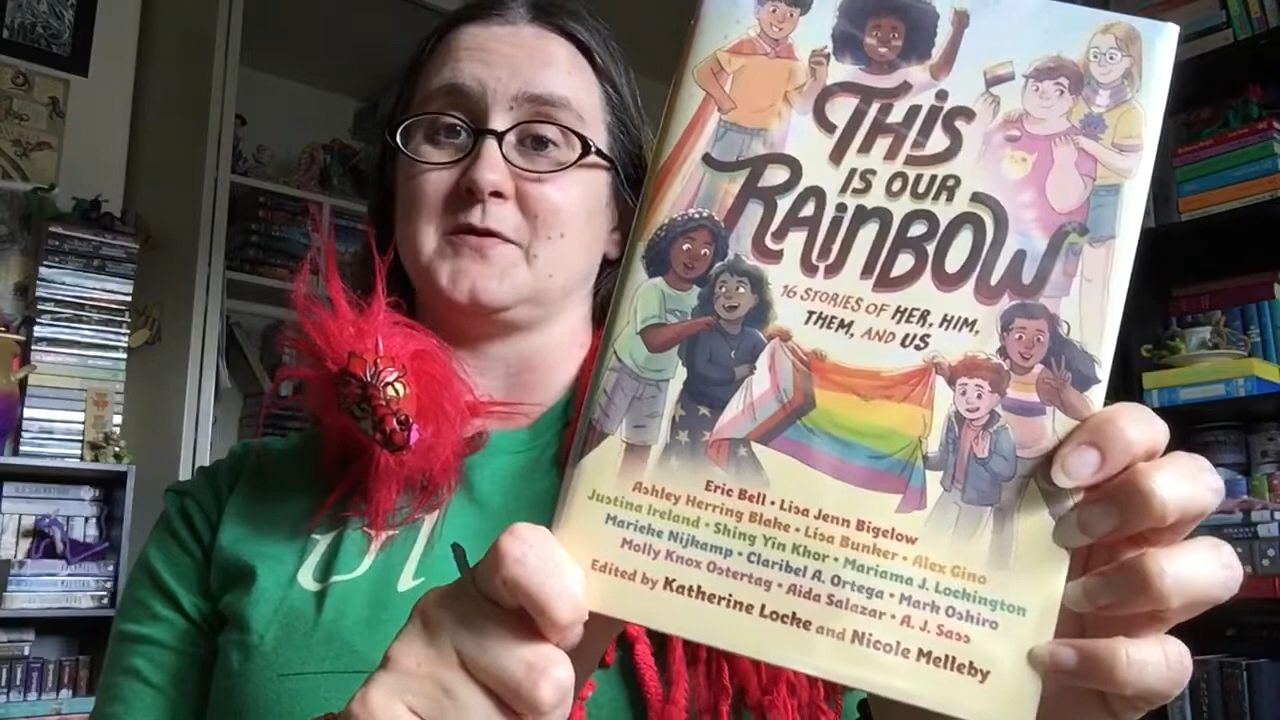 THIS
IS OUR
RAINBOW
16 STORIES OF HER, HIM,
THEM, AND US
Eric Bell • Lisa Jenn Bigelow
Ashley Herring Blake • Lisa Bunker • Alex Gino
Justina Ireland • Shing Yin Khor • Mariama J. Lockington
Marieke Nijkamp • Claribel A. Ortega • Mark Oshiro
Molly Knox Ostertag • Aida Salazar • A. J. Sass
Edited by Katherine Locke and Nicole Melleby